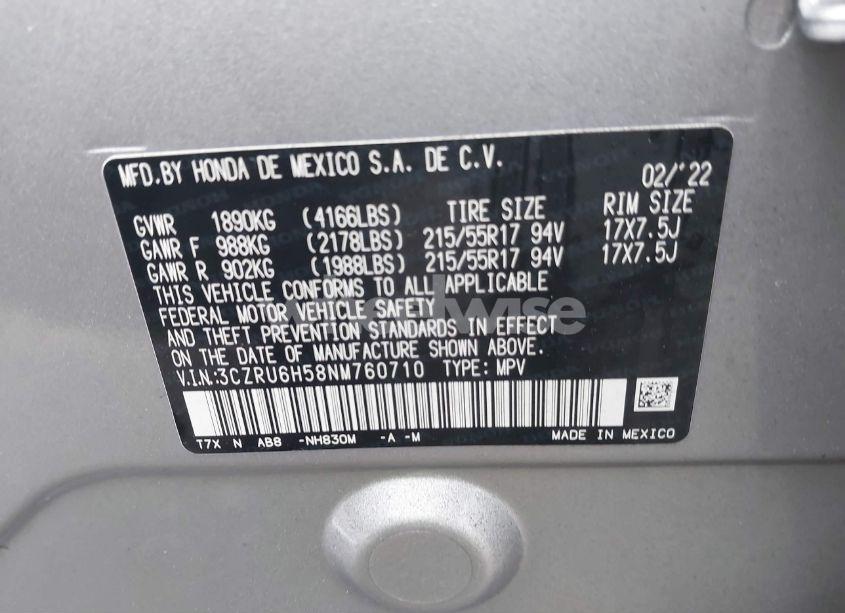 MFD. BY HONDA DE MEXICO S.A. DE C.V. 02/'22
GVWR 1890KG (4166LBS) TIRE SIZE RIM SIZE
GAWR F 988KG (2178LBS) 215/55R17 94V 17X7.5J
GAWR R 902KG (1988LBS) 215/55R17 94V 17X7.5J
THIS VEHICLE CONFORMS TO ALL APPLICABLE
FEDERAL MOTOR VEHICLE SAFETY
AND THEFT PREVENTION STANDARDS IN EFFECT
ON THE DATE OF MANUFACTURE SHOWN ABOVE.
V.I.N:3CZRU6H58NM760710 TYPE: MPV
T7X N AB8 -NH830M -A -M MADE IN MEXICO